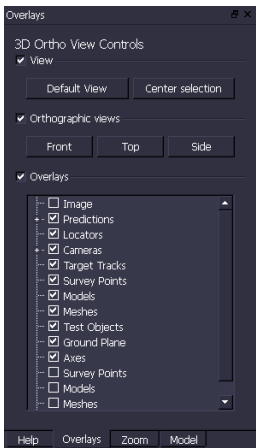 Overlays
3D Ortho View Controls
View
Default View Center selection
Orthographic views
Front Top Side
Overlays
Image
Predictions
Locators
Cameras
Target Tracks
Survey Points
Models
Meshes
Test Objects
Ground Plane
Axes
Survey Points
Models
Meshes
Help Overlays Zoom Model